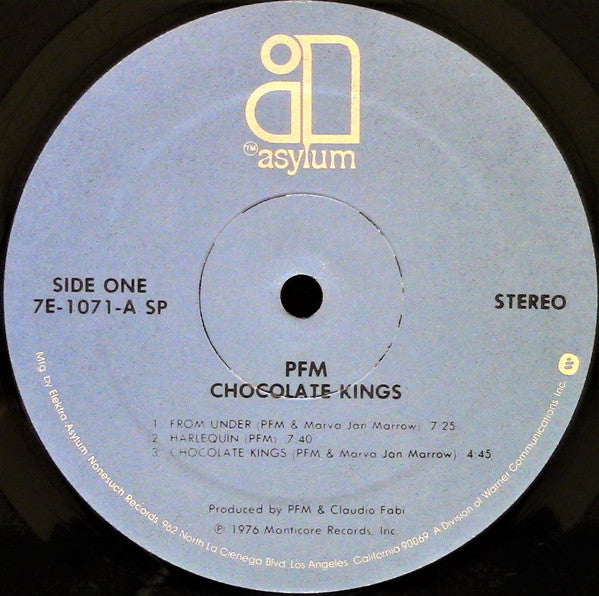 TM
asylum
SIDE ONE
7E-1071-A SP
STEREO
PFM
CHOCOLATE KINGS
1 FROM UNDER (PFM & Marva Jan Marrow) 7:25
2 HARLEQUIN (PFM) 7:40
3 CHOCOLATE KINGS (PFM & Marva Jan Marrow) 4:45
Produced by PFM & Claudio Fabi
℗ 1976 Manticore Records, Inc.
Mfg. by Elektra Asylum Nonesuch Records, 962 North La Cienega Blvd. Los Angeles, California 90069. A Division of Warner Communications Inc.